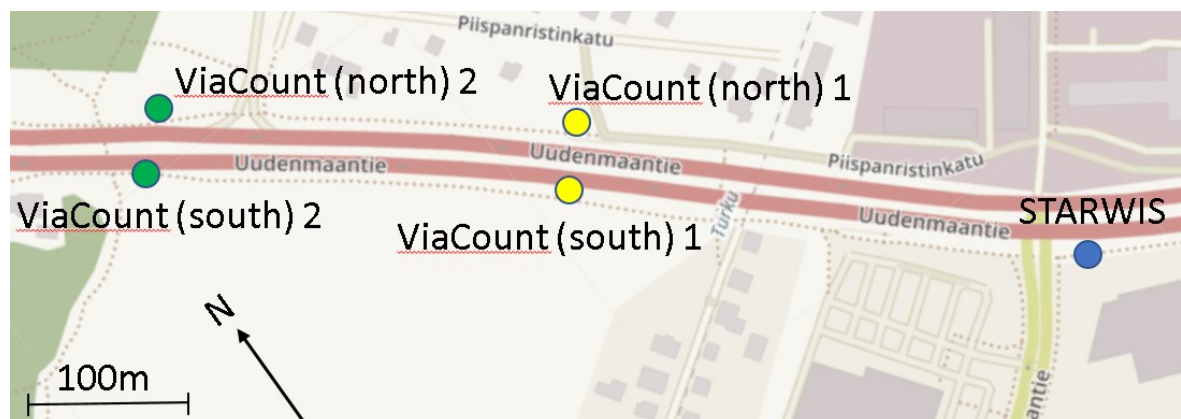 Piispanristinkatu
ViaCount (north) 2
ViaCount (north) 1
Uudenmaantie
Uudenmaantie
Piispanristinkatu
ViaCount (south) 2
ViaCount (south) 1
Turku
Uudenmaantie
STARWIS
N
100m
antie